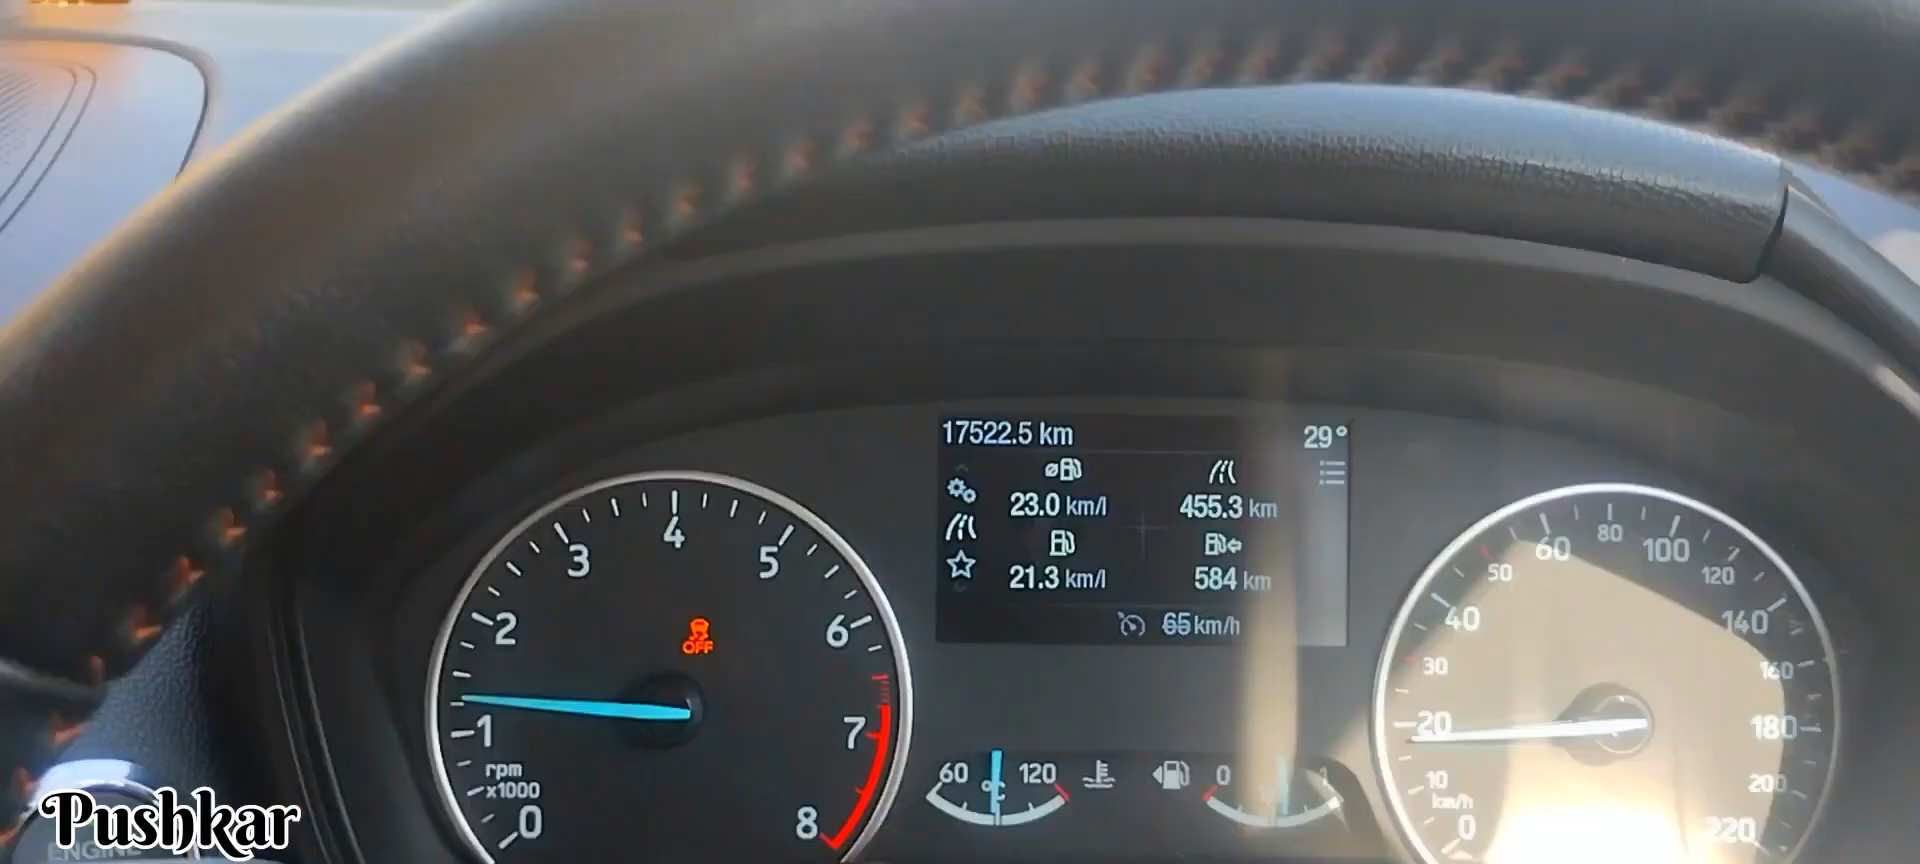 17522.5 km 29°
23.0 km/l 455.3 km
21.3 km/l 584 km
65 km/h
0 1 2 3 4 5 6 7 8
rpm
x1000
OFF
60 °C 120
0 1
0 10 20 30 40 50 60 80 100 120 140 160 180 200 220
km/h
ENGINE
Pushkar